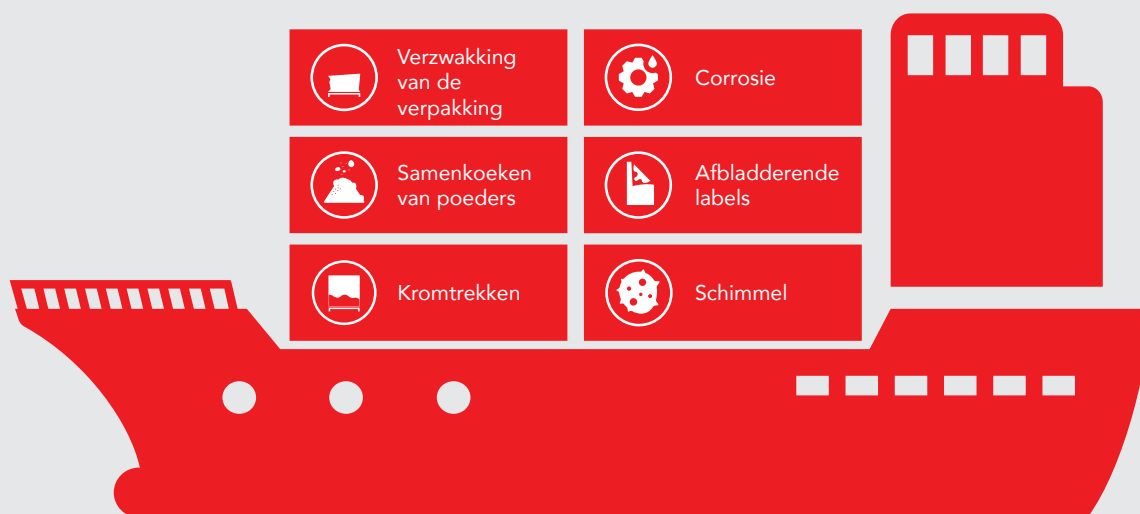 Verzwakking
van de
verpakking
Corrosie
Samenkoeken
van poeders
Afbladderende
labels
Kromtrekken
Schimmel